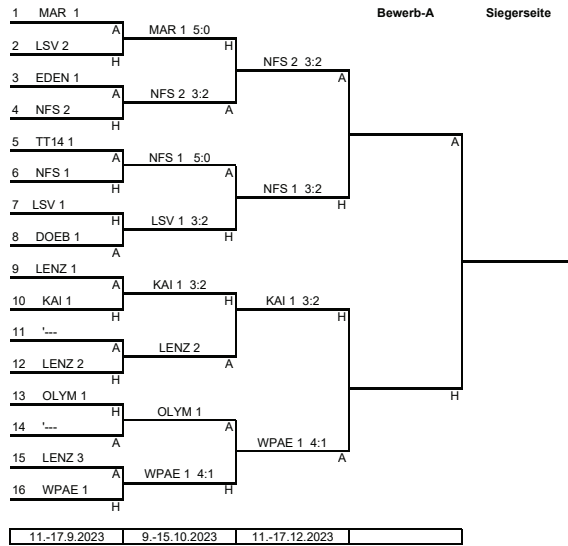 1 MAR 1 Bewerb-A Siegerseite
A MAR 1 5:0
2 LSV 2 H
H NFS 2 3:2
3 EDEN 1 A
A NFS 2 3:2
4 NFS 2 A
H
5 TT14 1 A
A NFS 1 5:0
6 NFS 1 A
H NFS 1 3:2
7 LSV 1 H
H LSV 1 3:2
8 DOEB 1 H
A
9 LENZ 1
A KAI 1 3:2
10 KAI 1 H KAI 1 3:2
H H
11 '---
A LENZ 2
12 LENZ 2 A
H
13 OLYM 1 H
H OLYM 1
14 '--- A
A WPAE 1 4:1
15 LENZ 3 A
A WPAE 1 4:1
16 WPAE 1 H
H
11.-17.9.2023 9.-15.10.2023 11.-17.12.2023